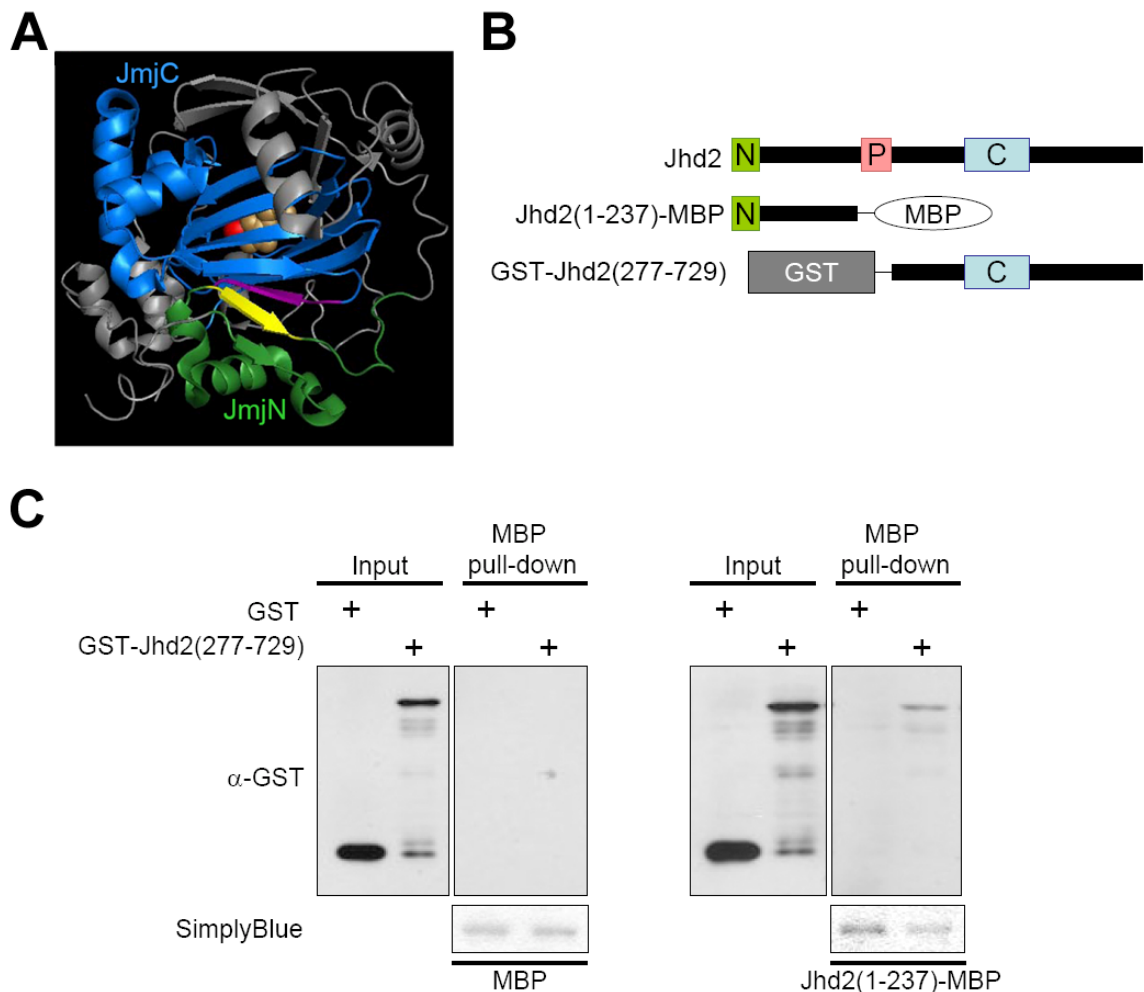 A
JmjC
JmjN
B
Jhd2
N
P
C
Jhd2(1-237)-MBP
N
MBP
GST-Jhd2(277-729)
GST
C
C
Input
MBP
pull-down
Input
MBP
pull-down
GST
+
+
+
+
GST-Jhd2(277-729)
+
+
+
+
α-GST
SimplyBlue
MBP
Jhd2(1-237)-MBP